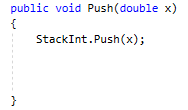 public void Push(double x)
{
    StackInt.Push(x);
}